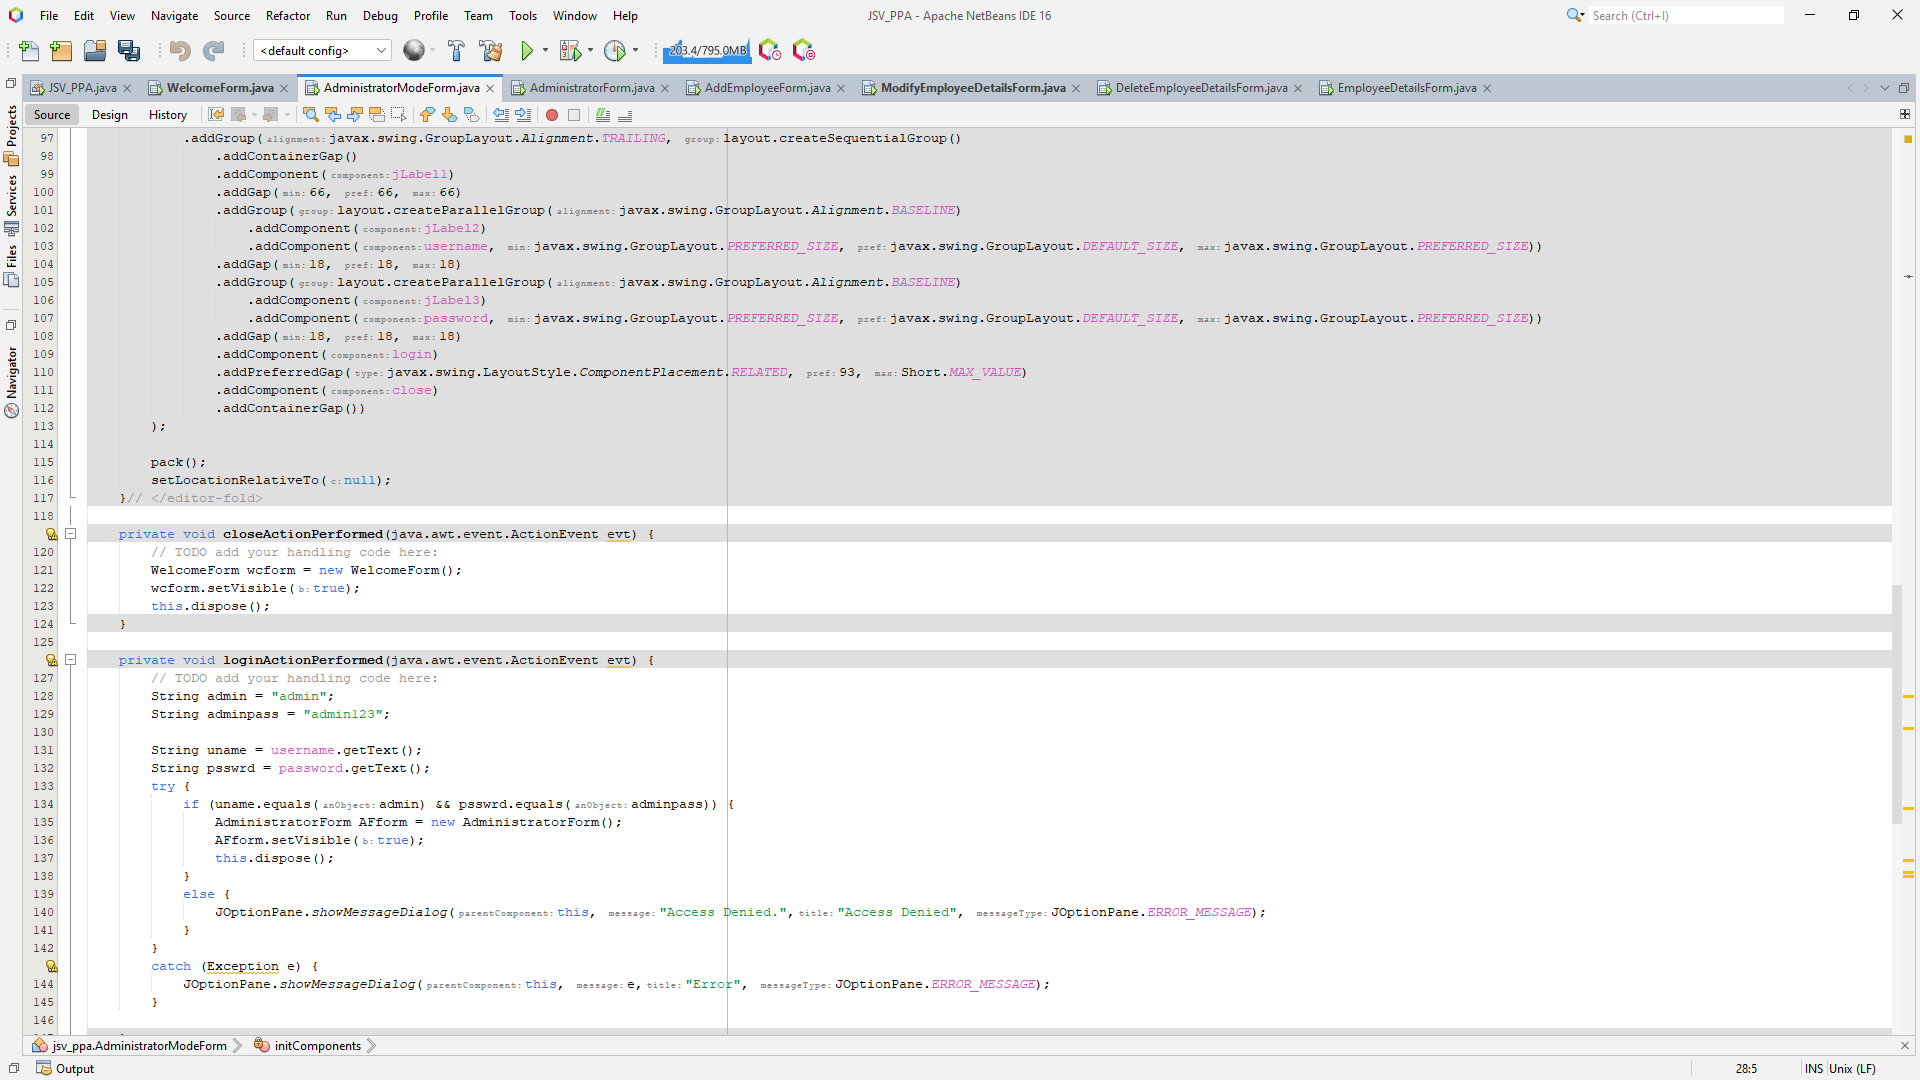 File Edit View Navigate Source Refactor Run Debug Profile Team Tools Window Help JSV_PPA - Apache NetBeans IDE 16 Search (Ctrl+I)
<default config> 203.4/795.0MB
JSV_PPA.java WelcomeForm.java AdministratorModeForm.java AdministratorForm.java AddEmployeeForm.java ModifyEmployeeDetailsForm.java DeleteEmployeeDetailsForm.java EmployeeDetailsForm.java
Source Design History
Projects
Services
Files
Navigator
97 .addGroup(alignment: javax.swing.GroupLayout.Alignment.TRAILING, group: layout.createSequentialGroup()
98 .addContainerGap()
99 .addComponent(component: jLabel1)
100 .addGap(min: 66, pref: 66, max: 66)
101 .addGroup(group: layout.createParallelGroup(alignment: javax.swing.GroupLayout.Alignment.BASELINE)
102 .addComponent(component: jLabel2)
103 .addComponent(component: username, min: javax.swing.GroupLayout.PREFERRED_SIZE, pref: javax.swing.GroupLayout.DEFAULT_SIZE, max: javax.swing.GroupLayout.PREFERRED_SIZE))
104 .addGap(min: 18, pref: 18, max: 18)
105 .addGroup(group: layout.createParallelGroup(alignment: javax.swing.GroupLayout.Alignment.BASELINE)
106 .addComponent(component: jLabel3)
107 .addComponent(component: password, min: javax.swing.GroupLayout.PREFERRED_SIZE, pref: javax.swing.GroupLayout.DEFAULT_SIZE, max: javax.swing.GroupLayout.PREFERRED_SIZE))
108 .addGap(min: 18, pref: 18, max: 18)
109 .addComponent(component: login)
110 .addPreferredGap(type: javax.swing.LayoutStyle.ComponentPlacement.RELATED, pref: 93, max: Short.MAX_VALUE)
111 .addComponent(component: close)
112 .addContainerGap())
113 );
114
115 pack();
116 setLocationRelativeTo(c: null);
117 }// </editor-fold>
118
private void closeActionPerformed(java.awt.event.ActionEvent evt) {
120 // TODO add your handling code here:
121 WelcomeForm wcform = new WelcomeForm();
122 wcform.setVisible(b: true);
123 this.dispose();
124 }
125
private void loginActionPerformed(java.awt.event.ActionEvent evt) {
127 // TODO add your handling code here:
128 String admin = "admin";
129 String adminpass = "admin123";
130
131 String uname = username.getText();
132 String psswrd = password.getText();
133 try {
134 if (uname.equals(anObject: admin) && psswrd.equals(anObject: adminpass)) {
135 AdministratorForm AFform = new AdministratorForm();
136 AFform.setVisible(b: true);
137 this.dispose();
138 }
139 else {
140 JOptionPane.showMessageDialog(parentComponent: this, message: "Access Denied.", title: "Access Denied", messageType: JOptionPane.ERROR_MESSAGE);
141 }
142 }
catch (Exception e) {
144 JOptionPane.showMessageDialog(parentComponent: this, message: e, title: "Error", messageType: JOptionPane.ERROR_MESSAGE);
145 }
146
jsv_ppa.AdministratorModeForm initComponents
Output 28:5 INS Unix (LF)